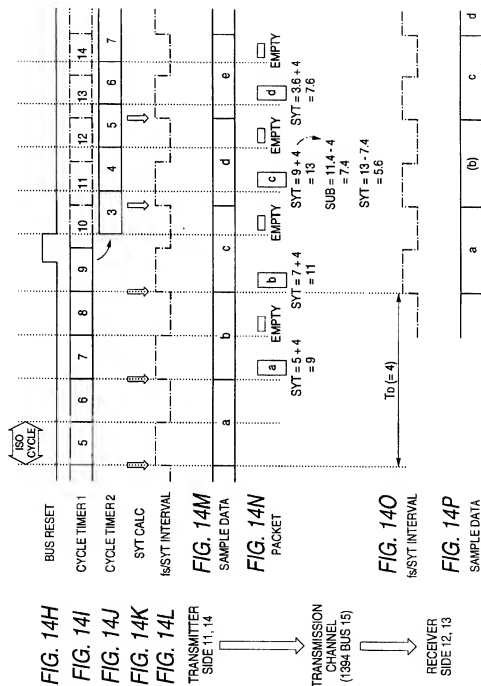 ISO
CYCLE
FIG. 14H BUS RESET
FIG. 14I CYCLE TIMER 1 5 6 7 8 9 10 11 12 13 14
FIG. 14J CYCLE TIMER 2 3 4 5 6 7
FIG. 14K SYT CALC
FIG. 14L fs/SYT INTERVAL
TRANSMITTER
SIDE 11, 14
FIG. 14M
SAMPLE DATA a b c d e
FIG. 14N
PACKET a EMPTY b EMPTY c EMPTY d EMPTY
SYT = 5 + 4
= 9
SYT = 7 + 4
= 11
SYT = 9 + 4
= 13
SUB = 11.4 - 4
= 7.4
SYT = 13 - 7.4
= 5.6
SYT = 3.6 + 4
= 7.6
TRANSMISSION
CHANNEL
(1394 BUS 15)
TD (= 4)
FIG. 14O
fs/SYT INTERVAL
RECEIVER
SIDE 12, 13
FIG. 14P
SAMPLE DATA a (b) c d